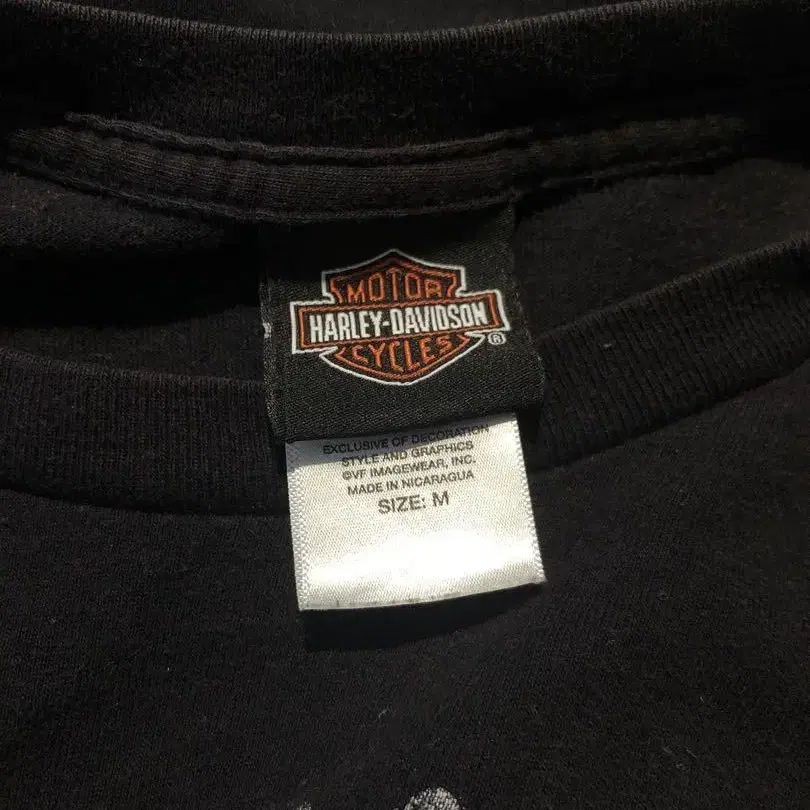 MOTOR
HARLEY-DAVIDSON
CYCLES
®
EXCLUSIVE OF DECORATION
STYLE AND GRAPHICS
©VF IMAGEWEAR, INC.
MADE IN NICARAGUA
SIZE: M